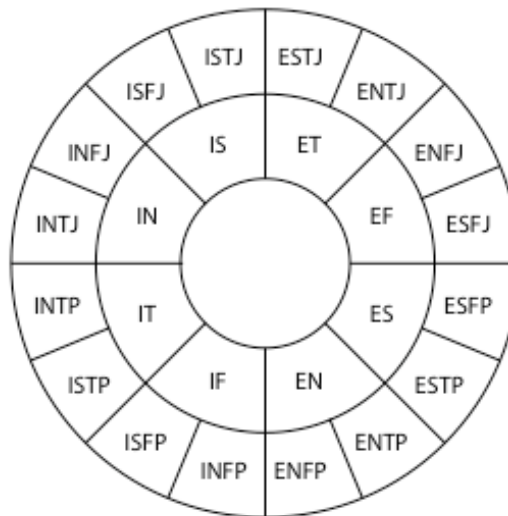 ISTJ ESTJ
ISFJ ENTJ
IS ET
INFJ ENFJ
IN EF
INTJ ESFJ
INTP ESFP
IT ES
ISTP ESTP
IF EN
ISFP ENTP
INFP ENFP